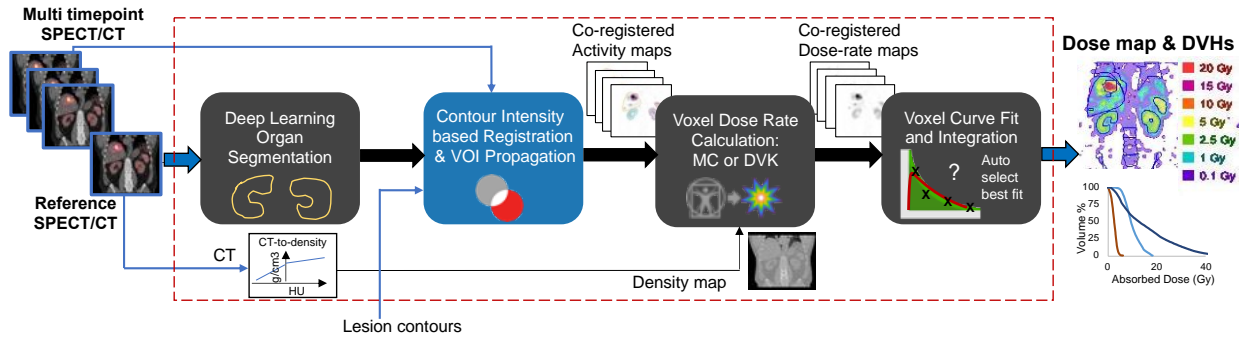 Multi timepoint
SPECT/CT
Reference
SPECT/CT
Deep Learning
Organ
Segmentation
CT
CT-to-density
g/cm3
HU
Contour Intensity
based Registration
& VOI Propagation
Lesion contours
Co-registered
Activity maps
Voxel Dose Rate
Calculation:
MC or DVK
Density map
Co-registered
Dose-rate maps
Voxel Curve Fit
and Integration
?
Auto
select
best fit
X
X
X
X
Dose map & DVHs
20 Gy
15 Gy
10 Gy
5 Gy
2.5 Gy
1 Gy
0.1 Gy
Volume %
100
75
50
25
0
0
20
40
Absorbed Dose (Gy)